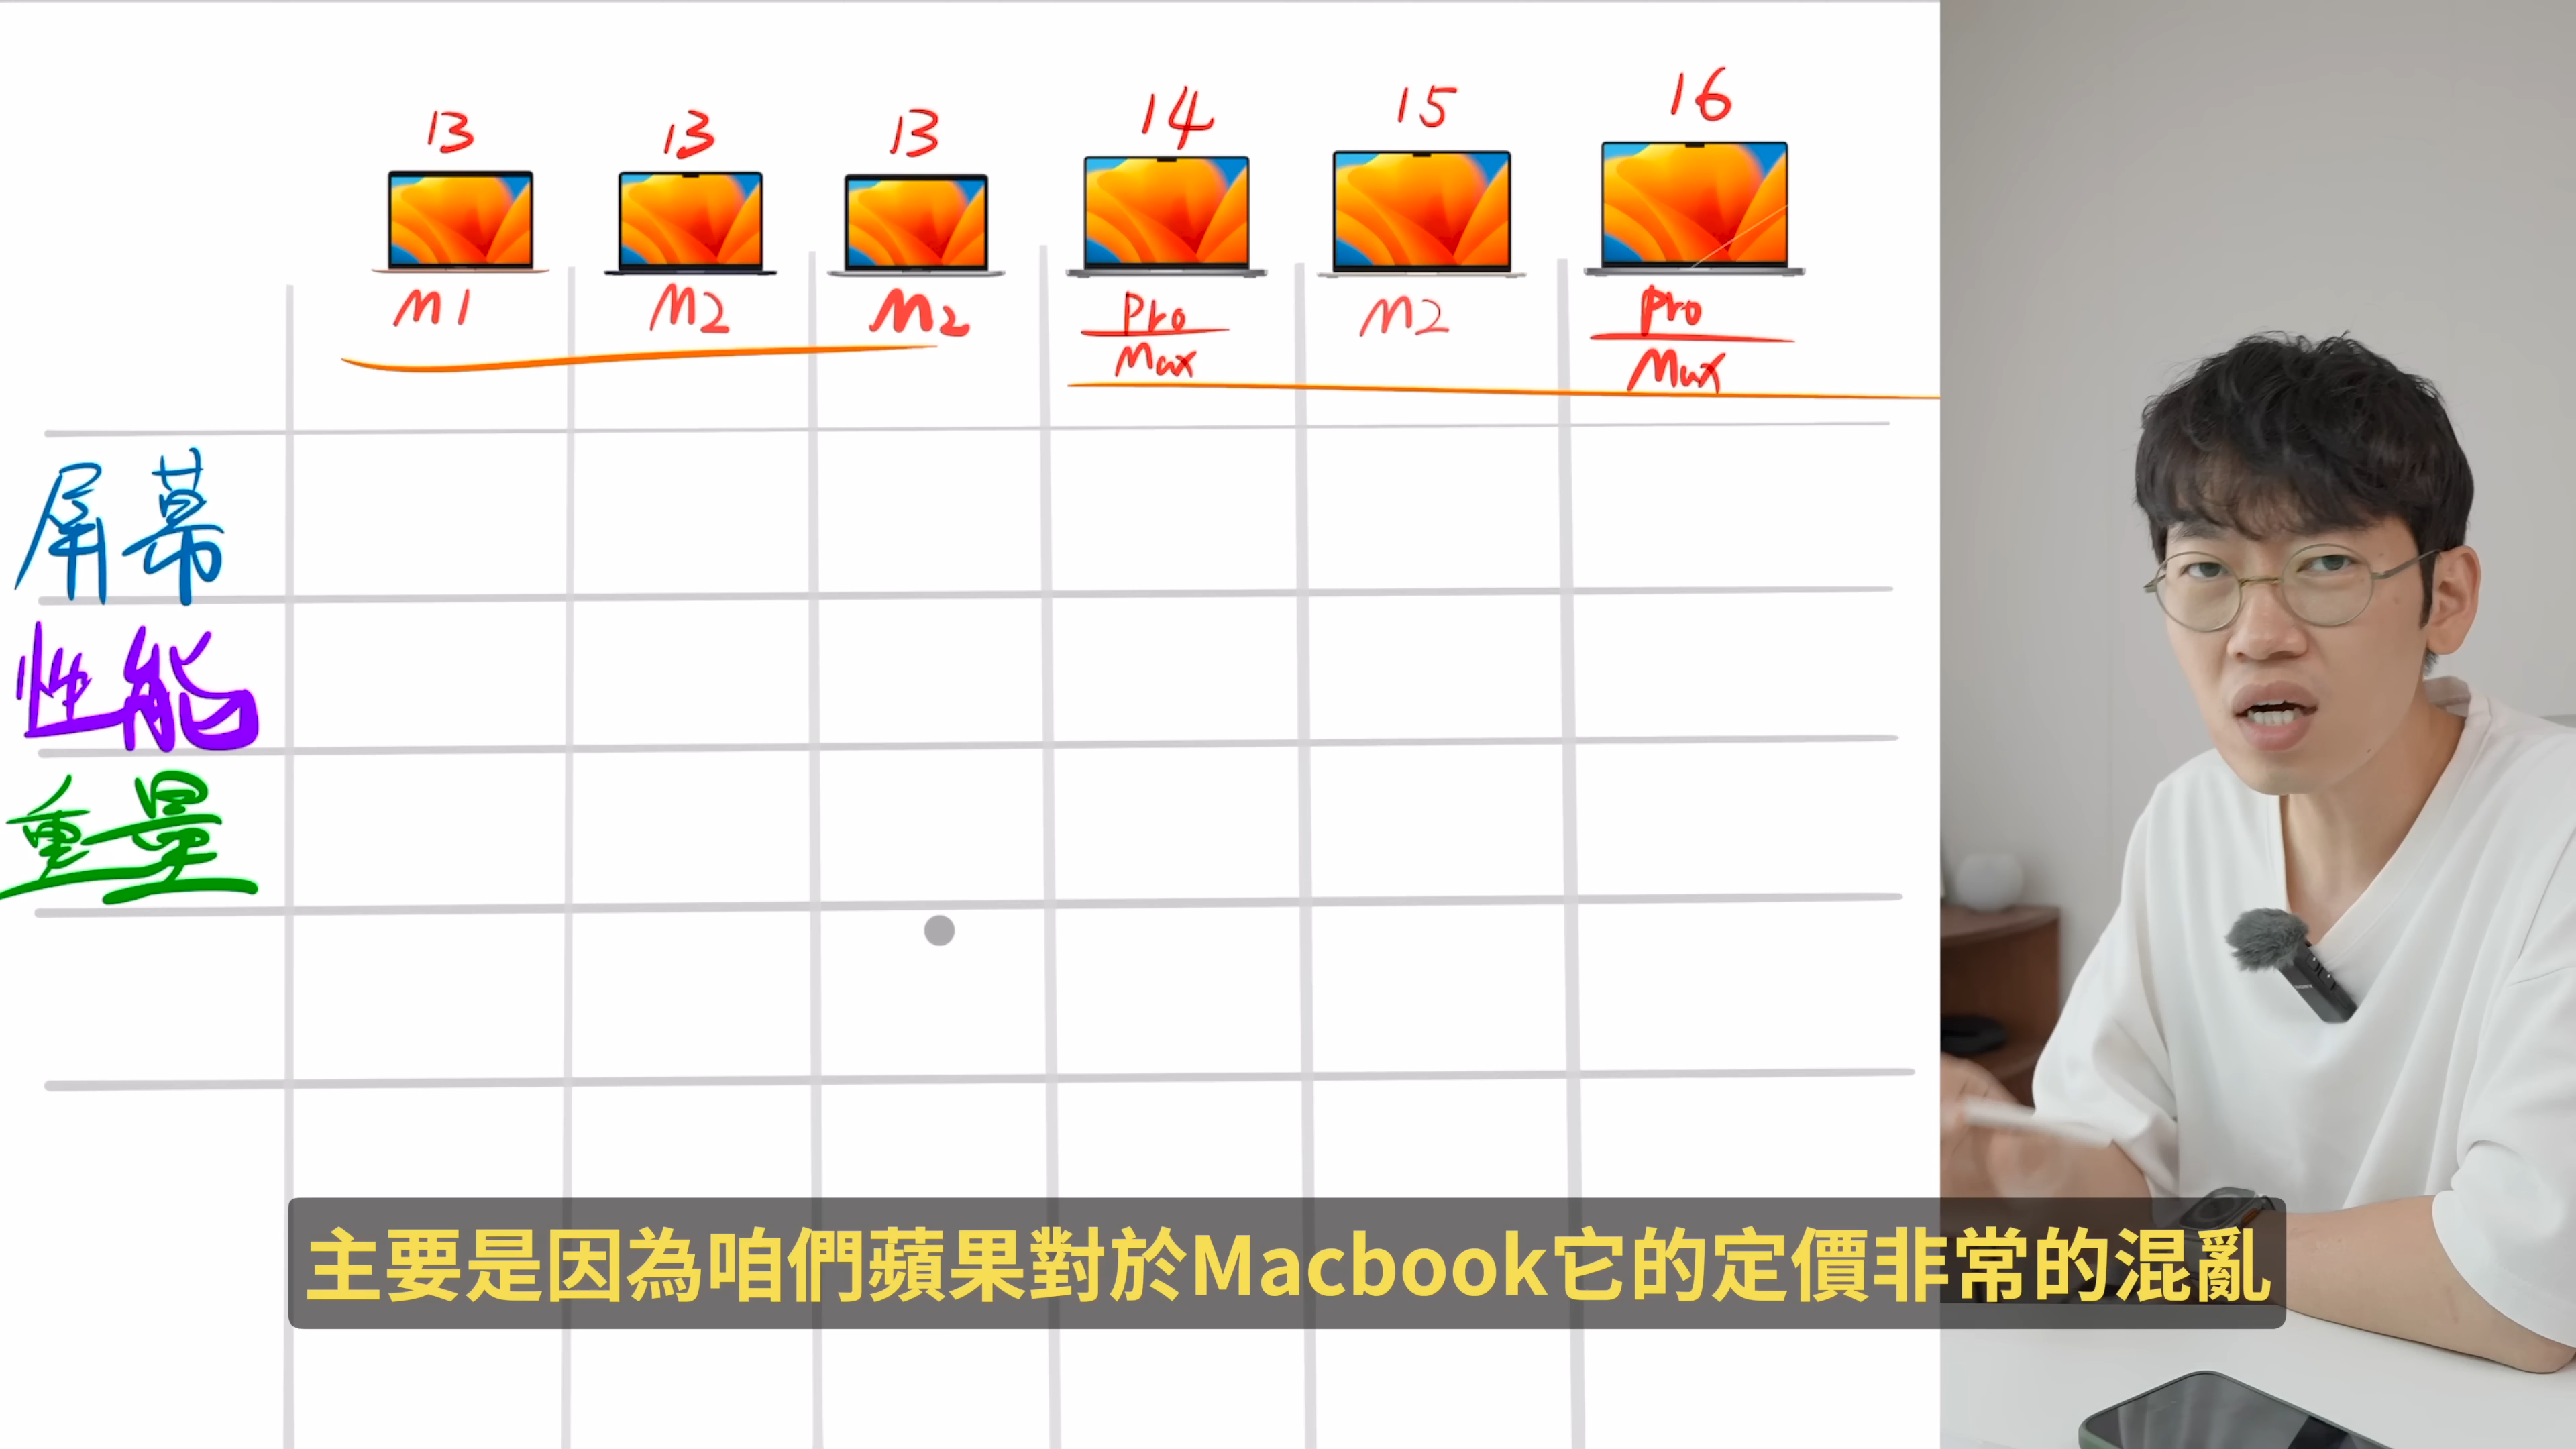 13 13 13 14 15 16
M1 M2 M2 Pro M2 Pro
Max Max
屏幕
性能
重量
主要是因為咱們蘋果對於Macbook它的定價非常的混亂